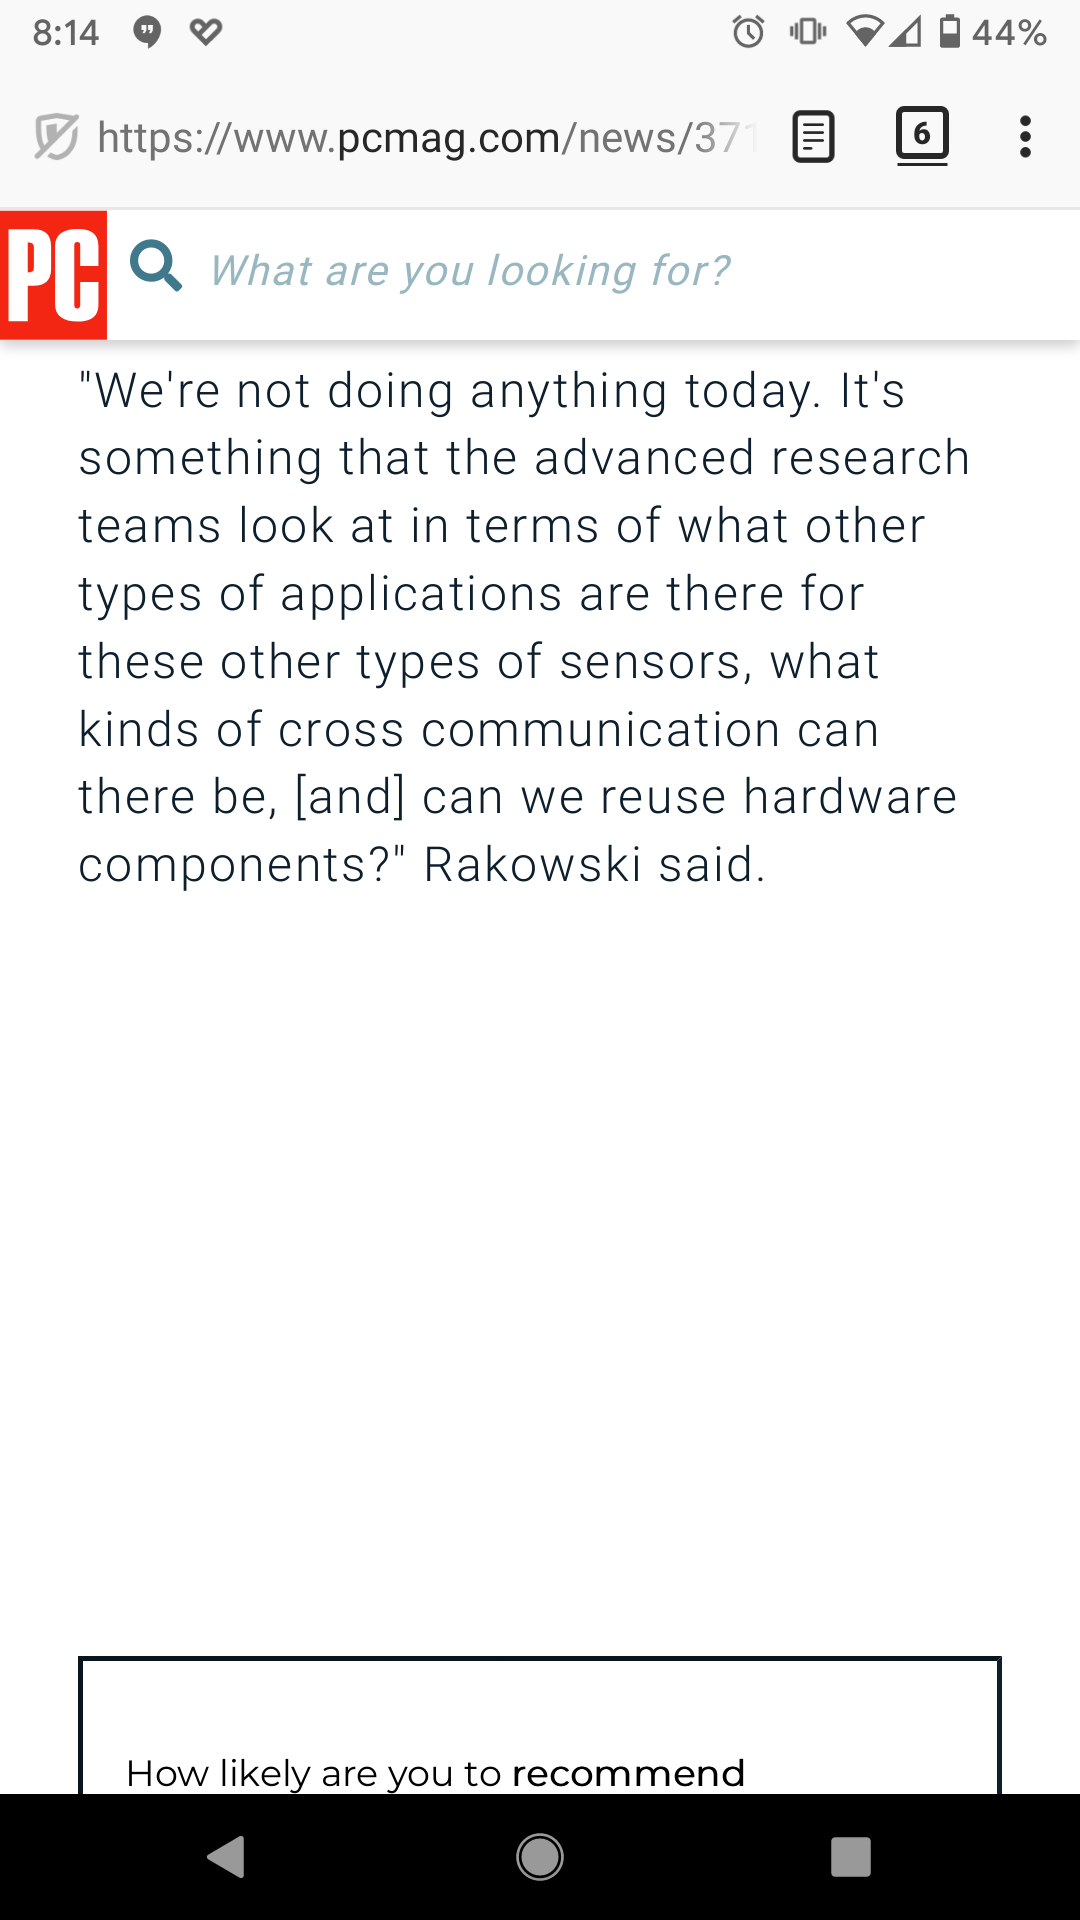 8:14
44%
https://www.pcmag.com/news/371
6
PC
What are you looking for?
"We're not doing anything today. It's
something that the advanced research
teams look at in terms of what other
types of applications are there for
these other types of sensors, what
kinds of cross communication can
there be, [and] can we reuse hardware
components?" Rakowski said.
How likely are you to recommend